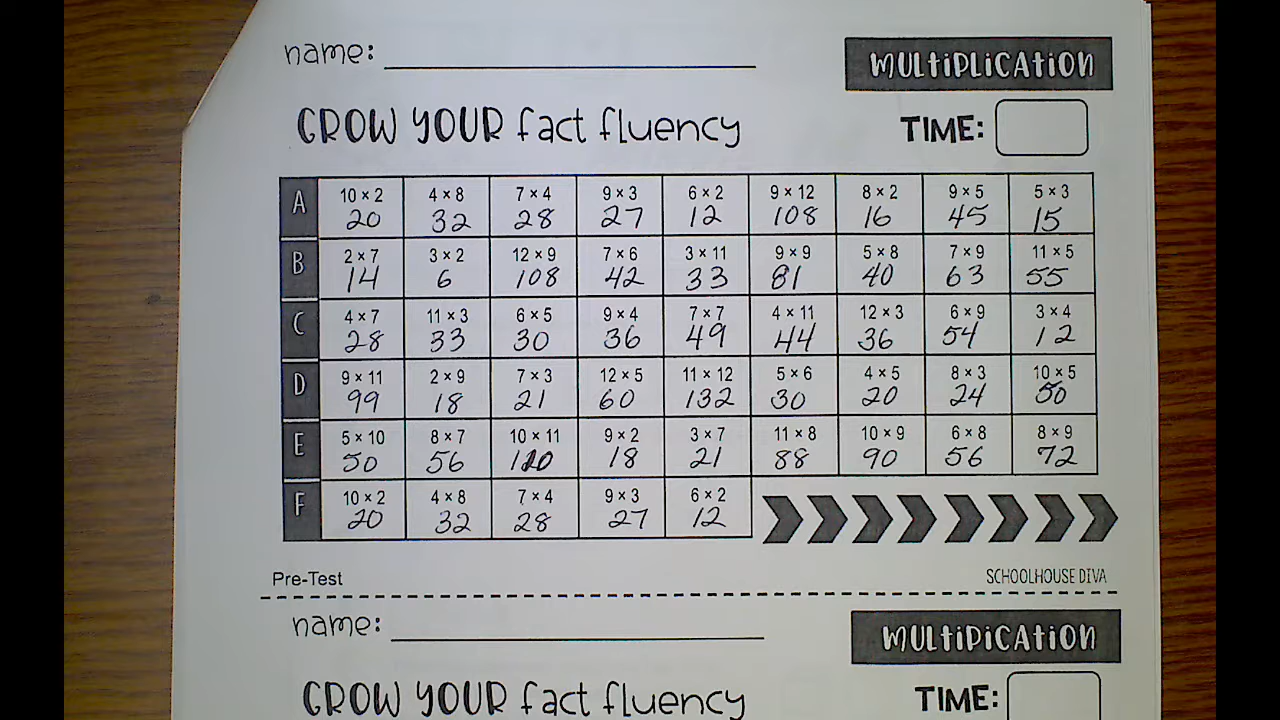 name:
MULTiPLiCATiON
GROW YOUR fact fluency
TIME:
A
10 × 2 4 × 8 7 × 4 9 × 3 6 × 2 9 × 12 8 × 2 9 × 5 5 × 3
20 32 28 27 12 108 16 45 15
B
2 × 7 3 × 2 12 × 9 7 × 6 3 × 11 9 × 9 5 × 8 7 × 9 11 × 5
14 6 108 42 33 81 40 63 55
C
4 × 7 11 × 3 6 × 5 9 × 4 7 × 7 4 × 11 12 × 3 6 × 9 3 × 4
28 33 30 36 49 44 36 54 12
D
9 × 11 2 × 9 7 × 3 12 × 5 11 × 12 5 × 6 4 × 5 8 × 3 10 × 5
99 18 21 60 132 30 20 24 50
E
5 × 10 8 × 7 10 × 11 9 × 2 3 × 7 11 × 8 10 × 9 6 × 8 8 × 9
50 56 18 21 88 90 56 72
F
10 × 2 4 × 8 7 × 4 9 × 3 6 × 2
20 32 28 27 12
Pre-Test
SCHOOLHOUSE DIVA
name:
MULTiPiCATiON
GROW YOUR fact fluency
TIME: